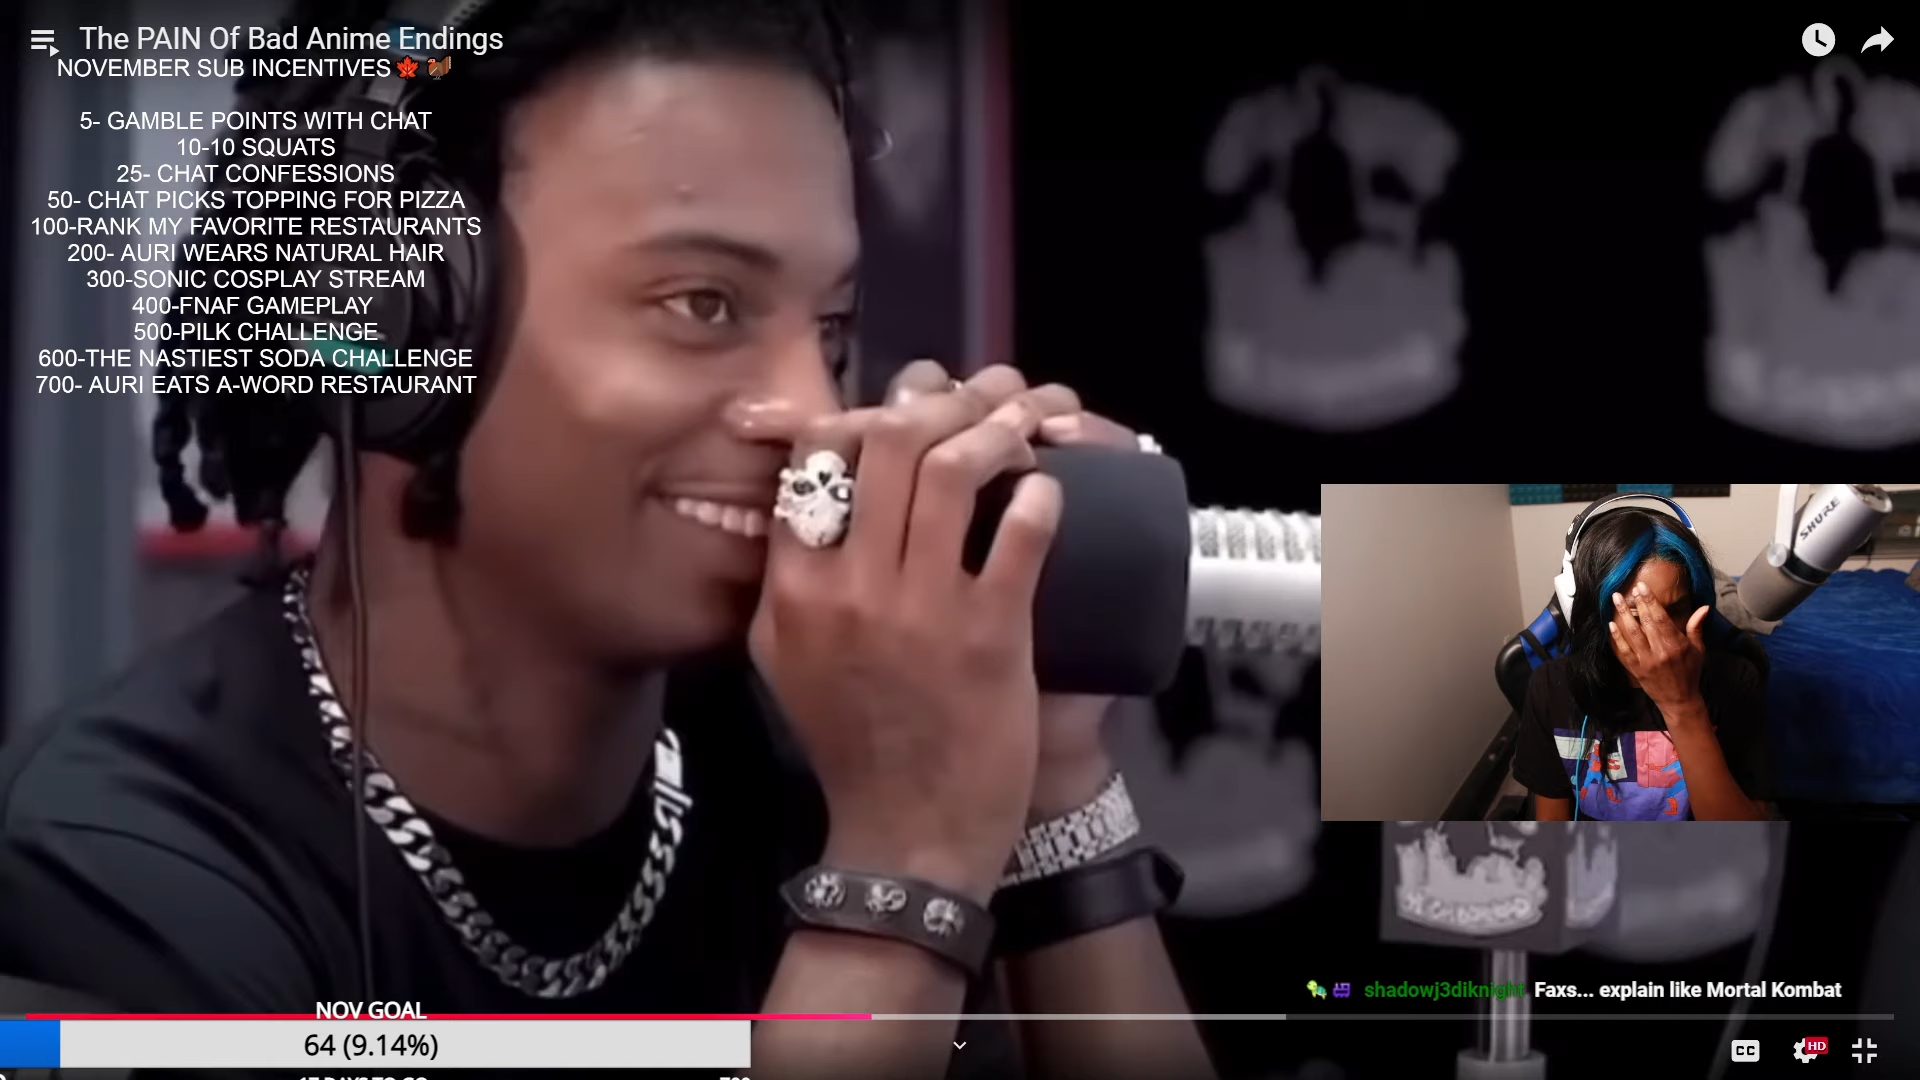 The PAIN Of Bad Anime Endings
NOVEMBER SUB INCENTIVES🍁🦃
5- GAMBLE POINTS WITH CHAT
10-10 SQUATS
25- CHAT CONFESSIONS
50- CHAT PICKS TOPPING FOR PIZZA
100-RANK MY FAVORITE RESTAURANTS
200- AURI WEARS NATURAL HAIR
300-SONIC COSPLAY STREAM
400-FNAF GAMEPLAY
500-PILK CHALLENGE
600-THE NASTIEST SODA CHALLENGE
700- AURI EATS A-WORD RESTAURANT
SHURE
shadowj3diknight Faxs... explain like Mortal Kombat
NOV GOAL
64 (9.14%)
CC
HD